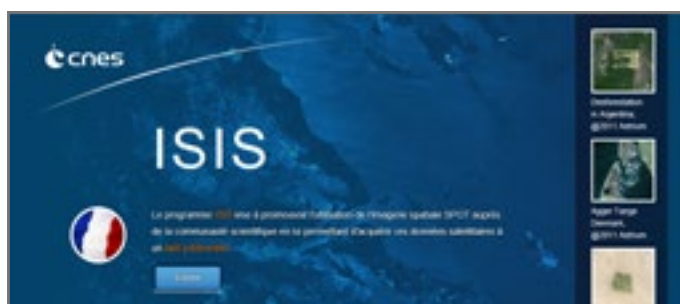 cnes
ISIS
Le programme ISIS vise à promouvoir l'utilisation de l'imagerie spatiale SPOT auprès
de la communauté scientifique en lui permettant d'acquérir ces données satellitaires à
un tarif préférentiel
Deforestation
in Argentina,
@2011 Astrium
Agger Tange
Denmark,
@2011 Astrium